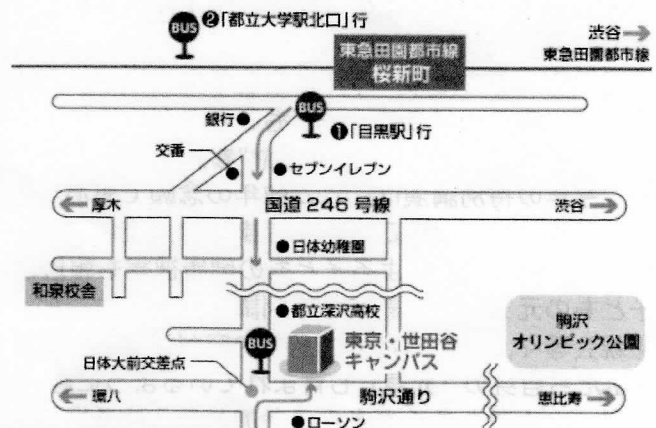 ❷「都立大学駅北口」行
BUS
渋谷
東急田園都市線
東急田園都市線
桜新町
BUS
❶「目黒駅」行
銀行
交番
セブンイレブン
厚木
国道246号線
渋谷
日体幼稚園
和泉校舎
都立深沢高校
BUS
東京・世田谷
キャンパス
駒沢
オリンピック公園
日体大前交差点
環八
駒沢通り
恵比寿
ローソン